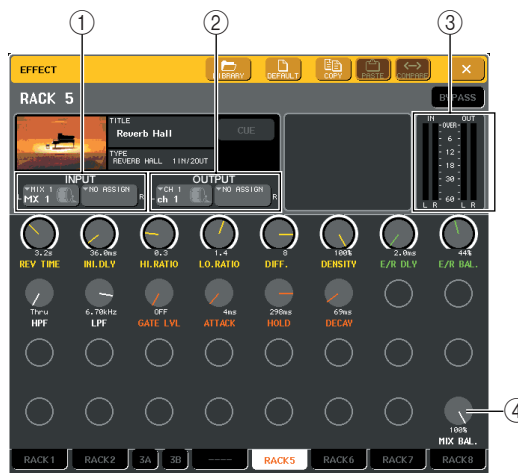 ① ② ③
EFFECT LIBRARY DEFAULT COPY PASTE COMPARE ×
RACK 5 BYPASS
TITLE
Reverb Hall
CUE
TYPE
REVERB HALL 1IN/2OUT
IN OUT
OVER
6
12
18
30
60
L R L R
INPUT OUTPUT
L MIX 1 MX 1 NO ASSIGN R L CH 1 ch 1 NO ASSIGN R
3.2s 36.0ms 0.3 1.4 8 100% 2.0ms 44%
REV TIME INI.DLY HI.RATIO LO.RATIO DIFF. DENSITY E/R DLY E/R BAL.
Thru 6.70kHz OFF 4ms 298ms 69ms
HPF LPF GATE LVL ATTACK HOLD DECAY
④
100%
MIX BAL.
RACK1 RACK2 3A 3B ---- RACK5 RACK6 RACK7 RACK8